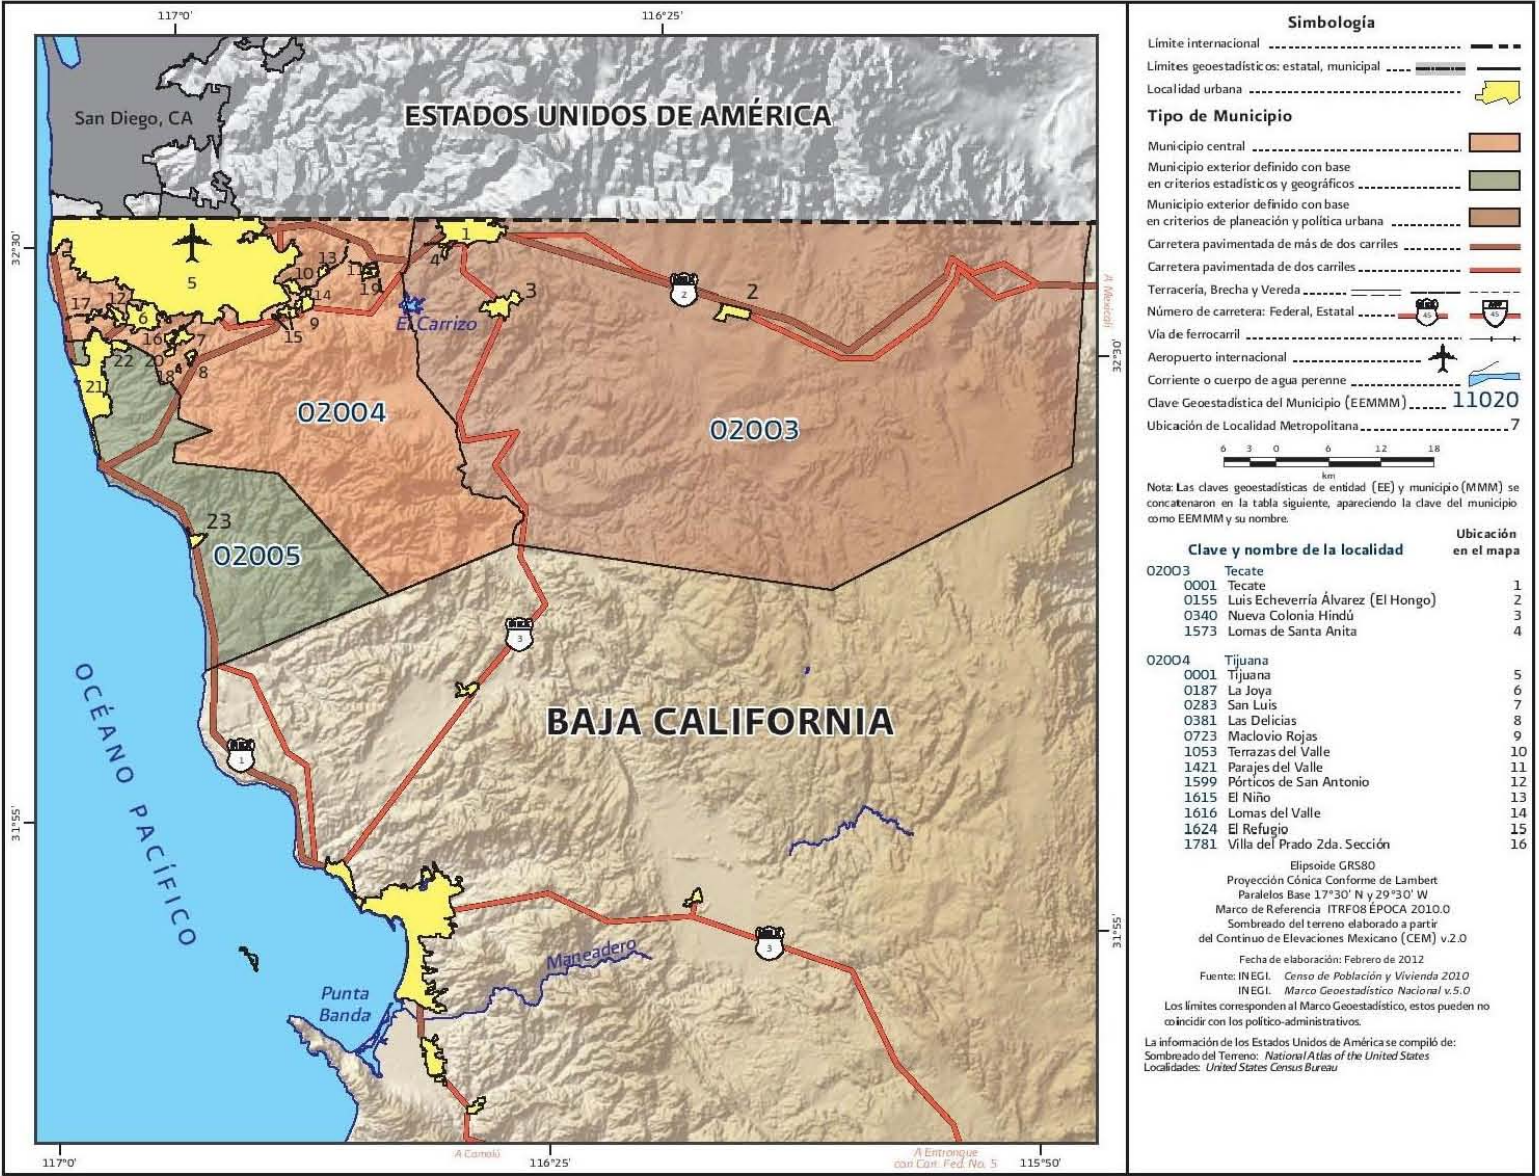 117°0'
116°25'
San Diego, CA
ESTADOS UNIDOS DE AMÉRICA
32°30'
1
4
5
13
10
11
19
14
9
15
17
12
6
16
7
20
18
8
22
21
3
2
2
El Carrizo
A. Mexicali
32°30'
02004
02003
23
02005
3
OCÉANO PACÍFICO
BAJA CALIFORNIA
1
31°55'
3
31°55'
Maneadero
Punta
Banda
A Camalú
A Entronque
con Carr. Fed. No. 5
117°0'
116°25'
115°50'
Simbología
Límite internacional
Límites geoestadísticos: estatal, municipal
Localidad urbana
Tipo de Municipio
Municipio central
Municipio exterior definido con base
en criterios estadísticos y geográficos
Municipio exterior definido con base
en criterios de planeación y política urbana
Carretera pavimentada de más de dos carriles
Carretera pavimentada de dos carriles
Terracería, Brecha y Vereda
Número de carretera: Federal, Estatal 45 45
Vía de ferrocarril
Aeropuerto internacional
Corriente o cuerpo de agua perenne
Clave Geoestadística del Municipio (EEMMM) 11020
Ubicación de Localidad Metropolitana 7
6 3 0 6 12 18
km
Nota: Las claves geoestadísticas de entidad (EE) y municipio (MMM) se
concatenaron en la tabla siguiente, apareciendo la clave del municipio
como EEMMM y su nombre.
Ubicación
Clave y nombre de la localidad en el mapa
02003 Tecate
0001 Tecate 1
0155 Luis Echeverría Álvarez (El Hongo) 2
0340 Nueva Colonia Hindú 3
1573 Lomas de Santa Anita 4
02004 Tijuana
0001 Tijuana 5
0187 La Joya 6
0283 San Luis 7
0381 Las Delicias 8
0723 Maclovio Rojas 9
1053 Terrazas del Valle 10
1421 Parajes del Valle 11
1599 Pórticos de San Antonio 12
1615 El Niño 13
1616 Lomas del Valle 14
1624 El Refugio 15
1781 Villa del Prado 2da. Sección 16
Elipsoide GRS80
Proyección Cónica Conforme de Lambert
Paralelos Base 17°30' N y 29°30' W
Marco de Referencia ITRF08 ÉPOCA 2010.0
Sombreado del terreno elaborado a partir
del Continuo de Elevaciones Mexicano (CEM) v.2.0
Fecha de elaboración: Febrero de 2012
Fuente: INEGI. Censo de Población y Vivienda 2010
INEGI. Marco Geoestadístico Nacional v.5.0
Los límites corresponden al Marco Geoestadístico, estos pueden no
coincidir con los político-administrativos.
La información de los Estados Unidos de América se compiló de:
Sombreado del Terreno: National Atlas of the United States
Localidades: United States Census Bureau